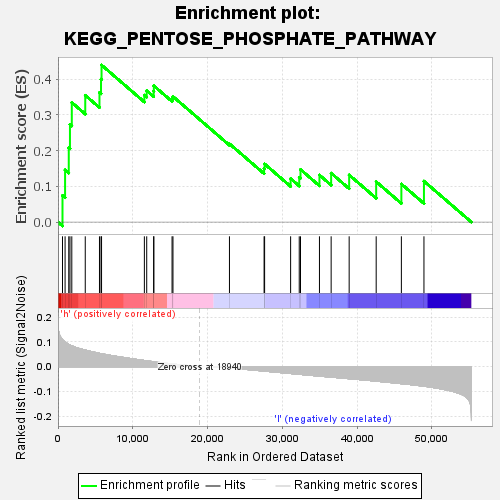 Enrichment plot:
KEGG_PENTOSE_PHOSPHATE_PATHWAY
Enrichment score (ES)
0.4
0.3
0.2
0.1
0.0
'h' (positively correlated)
Ranked list metric (Signal2Noise)
0.2
0.1
0.0
-0.1
-0.2
Zero cross at 18940
'l' (negatively correlated)
0
10,000
20,000
30,000
40,000
50,000
Rank in Ordered Dataset
Enrichment profile
Hits
Ranking metric scores